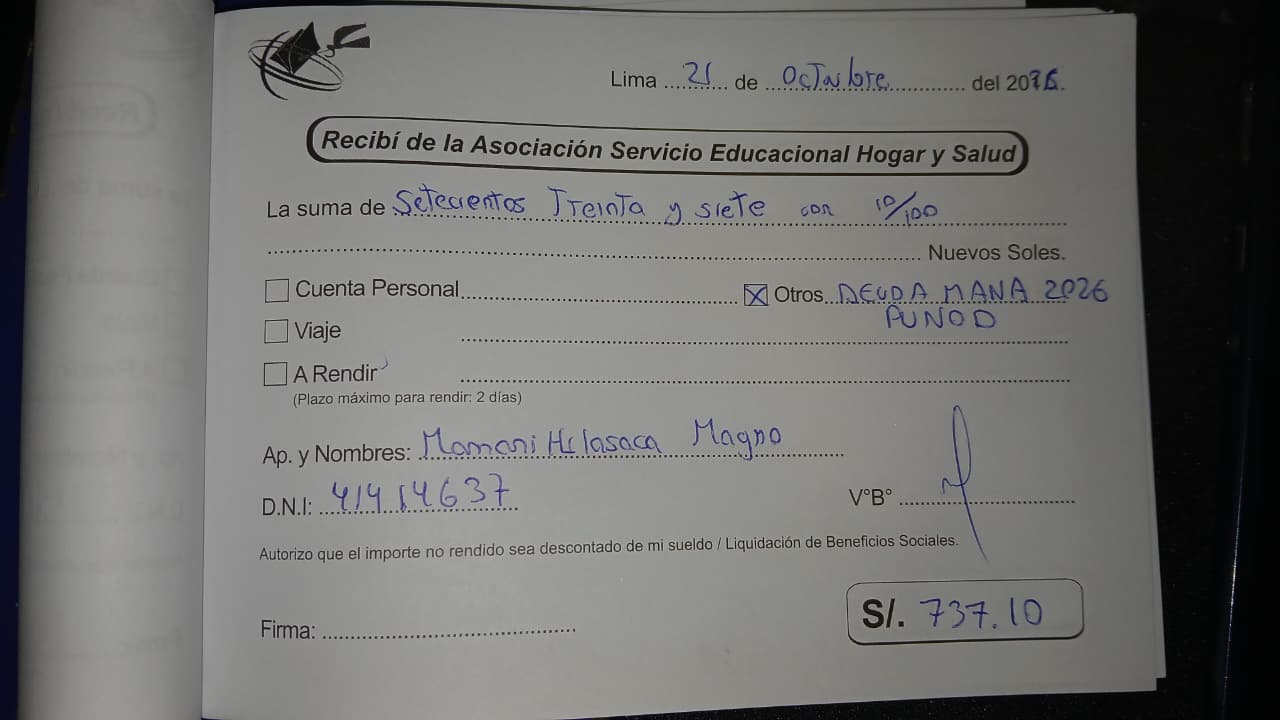 Lima ........ de Octubre .............. del 20
Recibí de la Asociación Servicio Educacional Hogar y Salud
La suma de Setecientos Treinta y siete con 10/100
Nuevos Soles.
Cuenta Personal
☒ Otros DEUDA MANA 2026
PUNO D
Viaje
A Rendir
(Plazo máximo para rendir: 2 días)
Ap. y Nombres: Mamani Magno
D.N.I: 41414637
V°B°
Autorizo que el importe no rendido sea descontado de mi sueldo / Liquidación de Beneficios Sociales.
Firma:
S/. 737.10